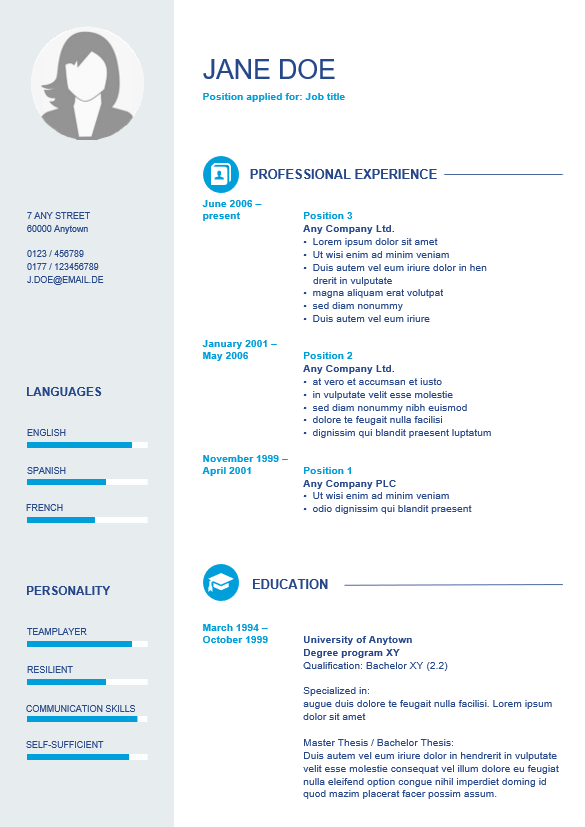 JANE DOE
Position applied for: Job title
7 ANY STREET
60000 Anytown
0123 / 456789
0177 / 123456789
J.DOE@EMAIL.DE
LANGUAGES
ENGLISH
SPANISH
FRENCH
PERSONALITY
TEAMPLAYER
RESILIENT
COMMUNICATION SKILLS
SELF-SUFFICIENT
PROFESSIONAL EXPERIENCE
June 2006 –
present
Position 3
Any Company Ltd.
• Lorem ipsum dolor sit amet
• Ut wisi enim ad minim veniam
• Duis autem vel eum iriure dolor in hen
drerit in vulputate
• magna aliquam erat volutpat
• sed diam nonummy
• Duis autem vel eum iriure
January 2001 –
May 2006
Position 2
Any Company Ltd.
• at vero et accumsan et iusto
• in vulputate velit esse molestie
• sed diam nonummy nibh euismod
• dolore te feugait nulla facilisi
• dignissim qui blandit praesent luptatum
November 1999 –
April 2001
Position 1
Any Company PLC
• Ut wisi enim ad minim veniam
• odio dignissim qui blandit praesent
EDUCATION
March 1994 –
October 1999
University of Anytown
Degree program XY
Qualification: Bachelor XY (2.2)
Specialized in:
augue duis dolore te feugait nulla facilisi. Lorem ipsum
dolor sit amet
Master Thesis / Bachelor Thesis:
Duis autem vel eum iriure dolor in hendrerit in vulputate
velit esse molestie consequat vel illum dolore eu feugiat
nulla eleifend option congue nihil imperdiet doming id
quod mazim placerat facer possim assum.